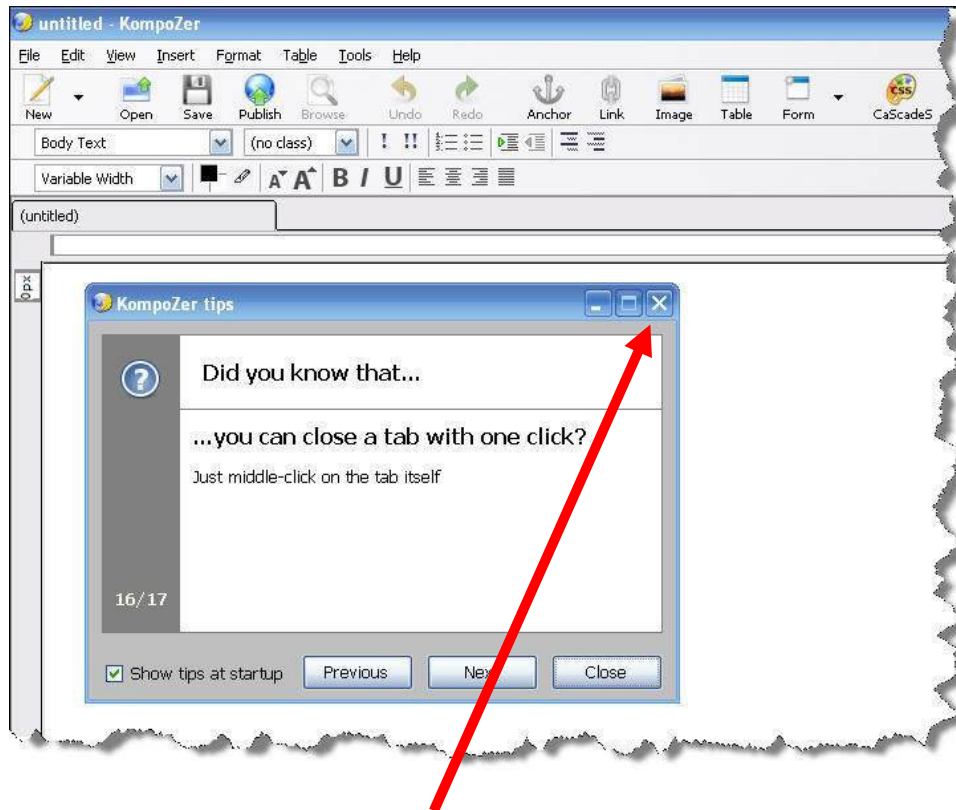 untitled - KompoZer
File Edit View Insert Format Table Tools Help
New Open Save Publish Browse Undo Redo Anchor Link Image Table Form CaScadeS
CSS
Body Text (no class) ! !!
Variable Width A A B I U
(untitled)
0px
KompoZer tips
Did you know that...
...you can close a tab with one click?
Just middle-click on the tab itself
16/17
Show tips at startup Previous Next Close